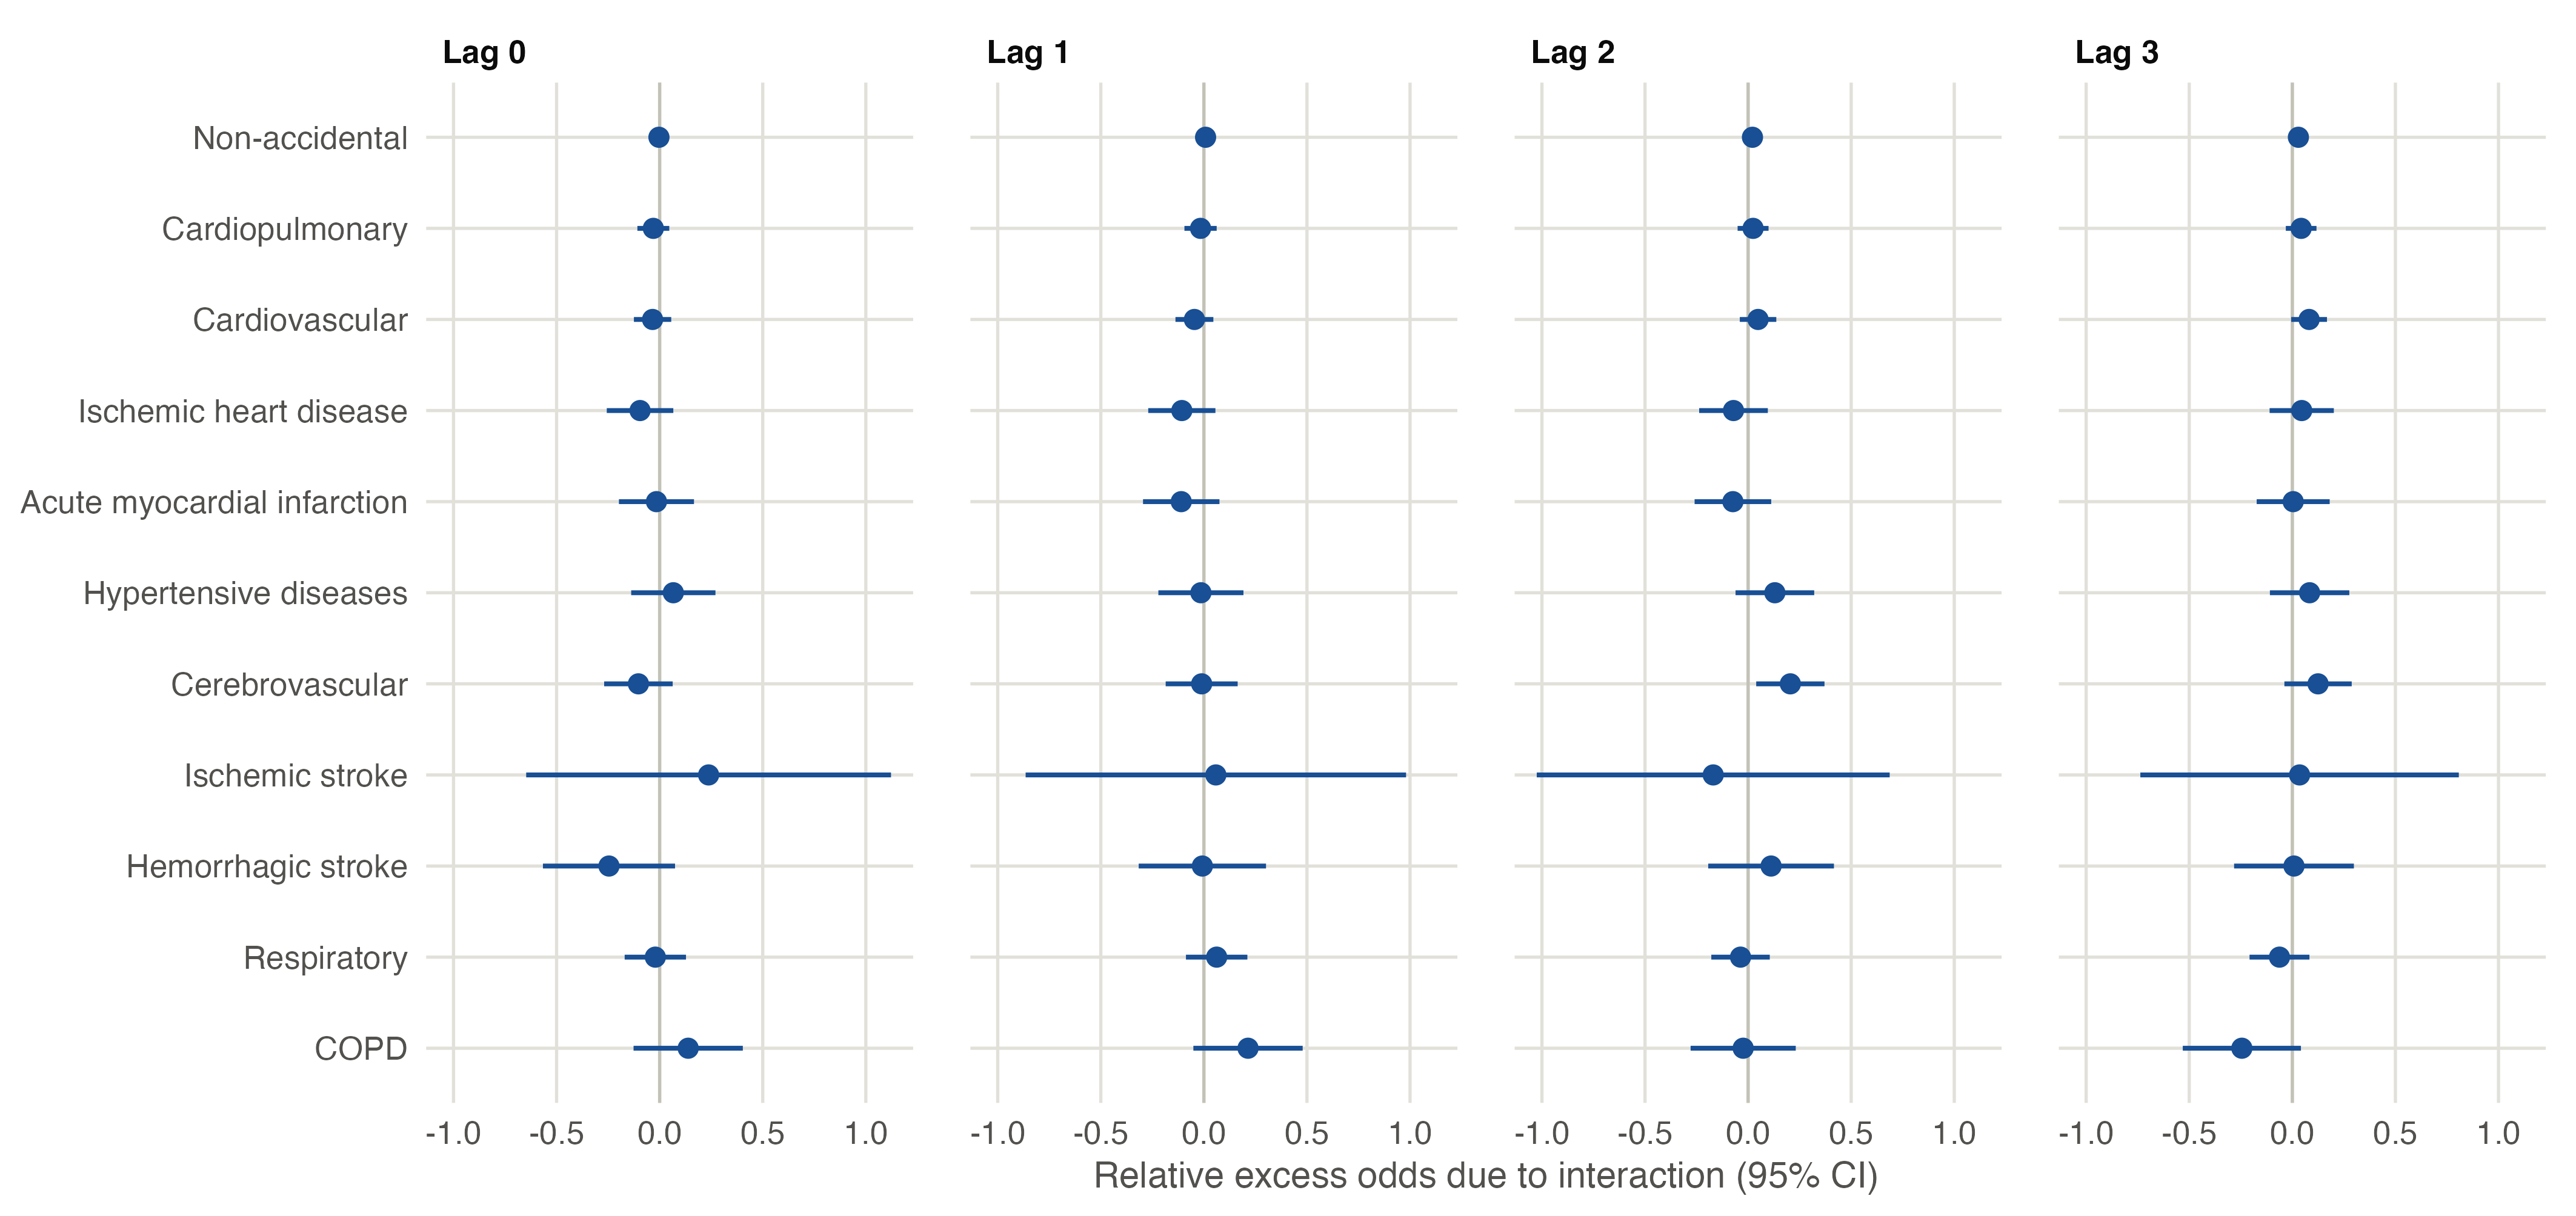 Lag 0 Lag 1 Lag 2 Lag 3
Non-accidental
Cardiopulmonary
Cardiovascular
Ischemic heart disease
Acute myocardial infarction
Hypertensive diseases
Cerebrovascular
Ischemic stroke
Hemorrhagic stroke
Respiratory
COPD
-1.0 -0.5 0.0 0.5 1.0 -1.0 -0.5 0.0 0.5 1.0 -1.0 -0.5 0.0 0.5 1.0 -1.0 -0.5 0.0 0.5 1.0
Relative excess odds due to interaction (95% CI)